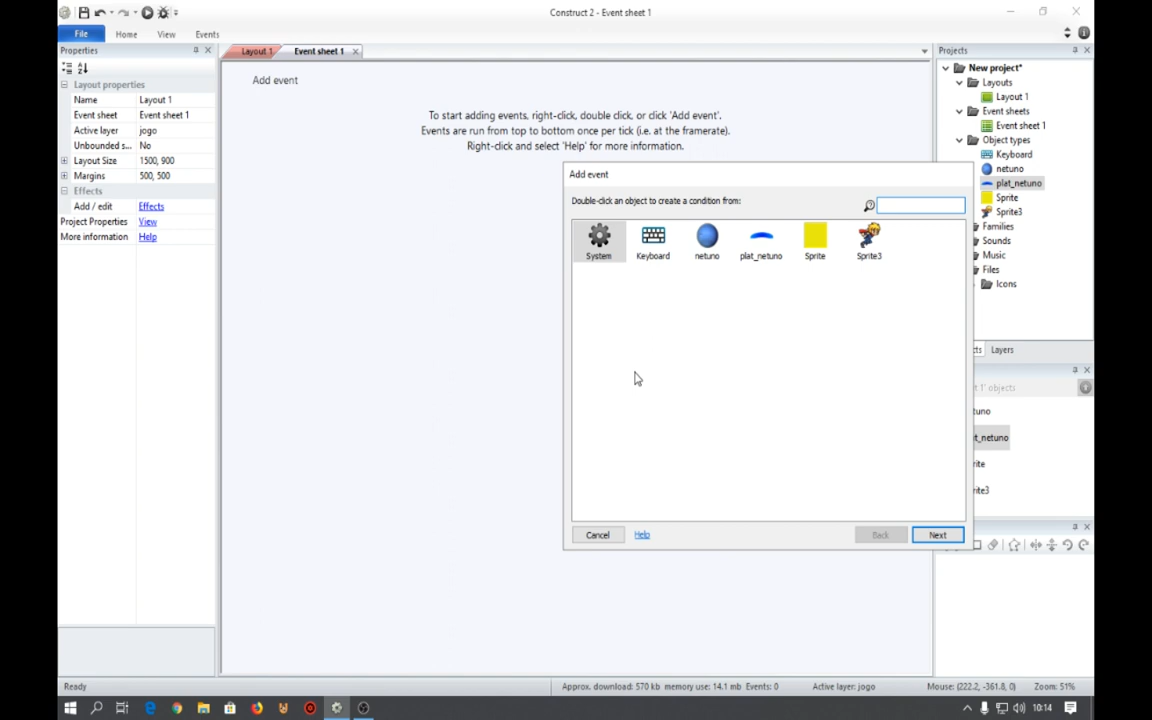 Construct 2 - Event sheet 1
File Home View Events
Properties
Layout 1 Event sheet 1
Projects
Layout properties
Name Layout 1
Event sheet Event sheet 1
Active layer jogo
Unbounded s... No
Layout Size 1500, 900
Margins 500, 500
Effects
Add / edit Effects
Project Properties View
More information Help
Add event
To start adding events, right-click, double click, or click 'Add event'.
Events are run from top to bottom once per tick (i.e. at the framerate).
Right-click and select 'Help' for more information.
Add event
Double-click an object to create a condition from:
System Keyboard netuno plat_netuno Sprite Sprite3
Cancel Help Back Next
New project*
Layouts
Layout 1
Event sheets
Event sheet 1
Object types
Keyboard
netuno
plat_netuno
Sprite
Sprite3
Families
Sounds
Music
Files
Icons
cts Layers
t 1' objects
uno
t_netuno
ite
ite3
Ready
Approx. download: 570 kb memory use: 14.1 mb Events: 0 Active layer: jogo Mouse: (222.2, -361.8, 0) Zoom: 51%
10:14